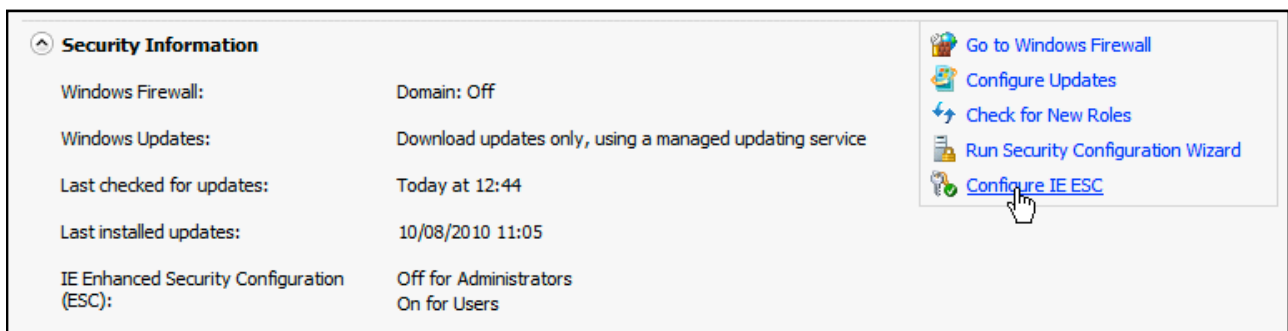 Security Information
Windows Firewall: Domain: Off
Windows Updates: Download updates only, using a managed updating service
Last checked for updates: Today at 12:44
Last installed updates: 10/08/2010 11:05
IE Enhanced Security Configuration
(ESC):
Off for Administrators
On for Users
Go to Windows Firewall
Configure Updates
Check for New Roles
Run Security Configuration Wizard
Configure IE ESC